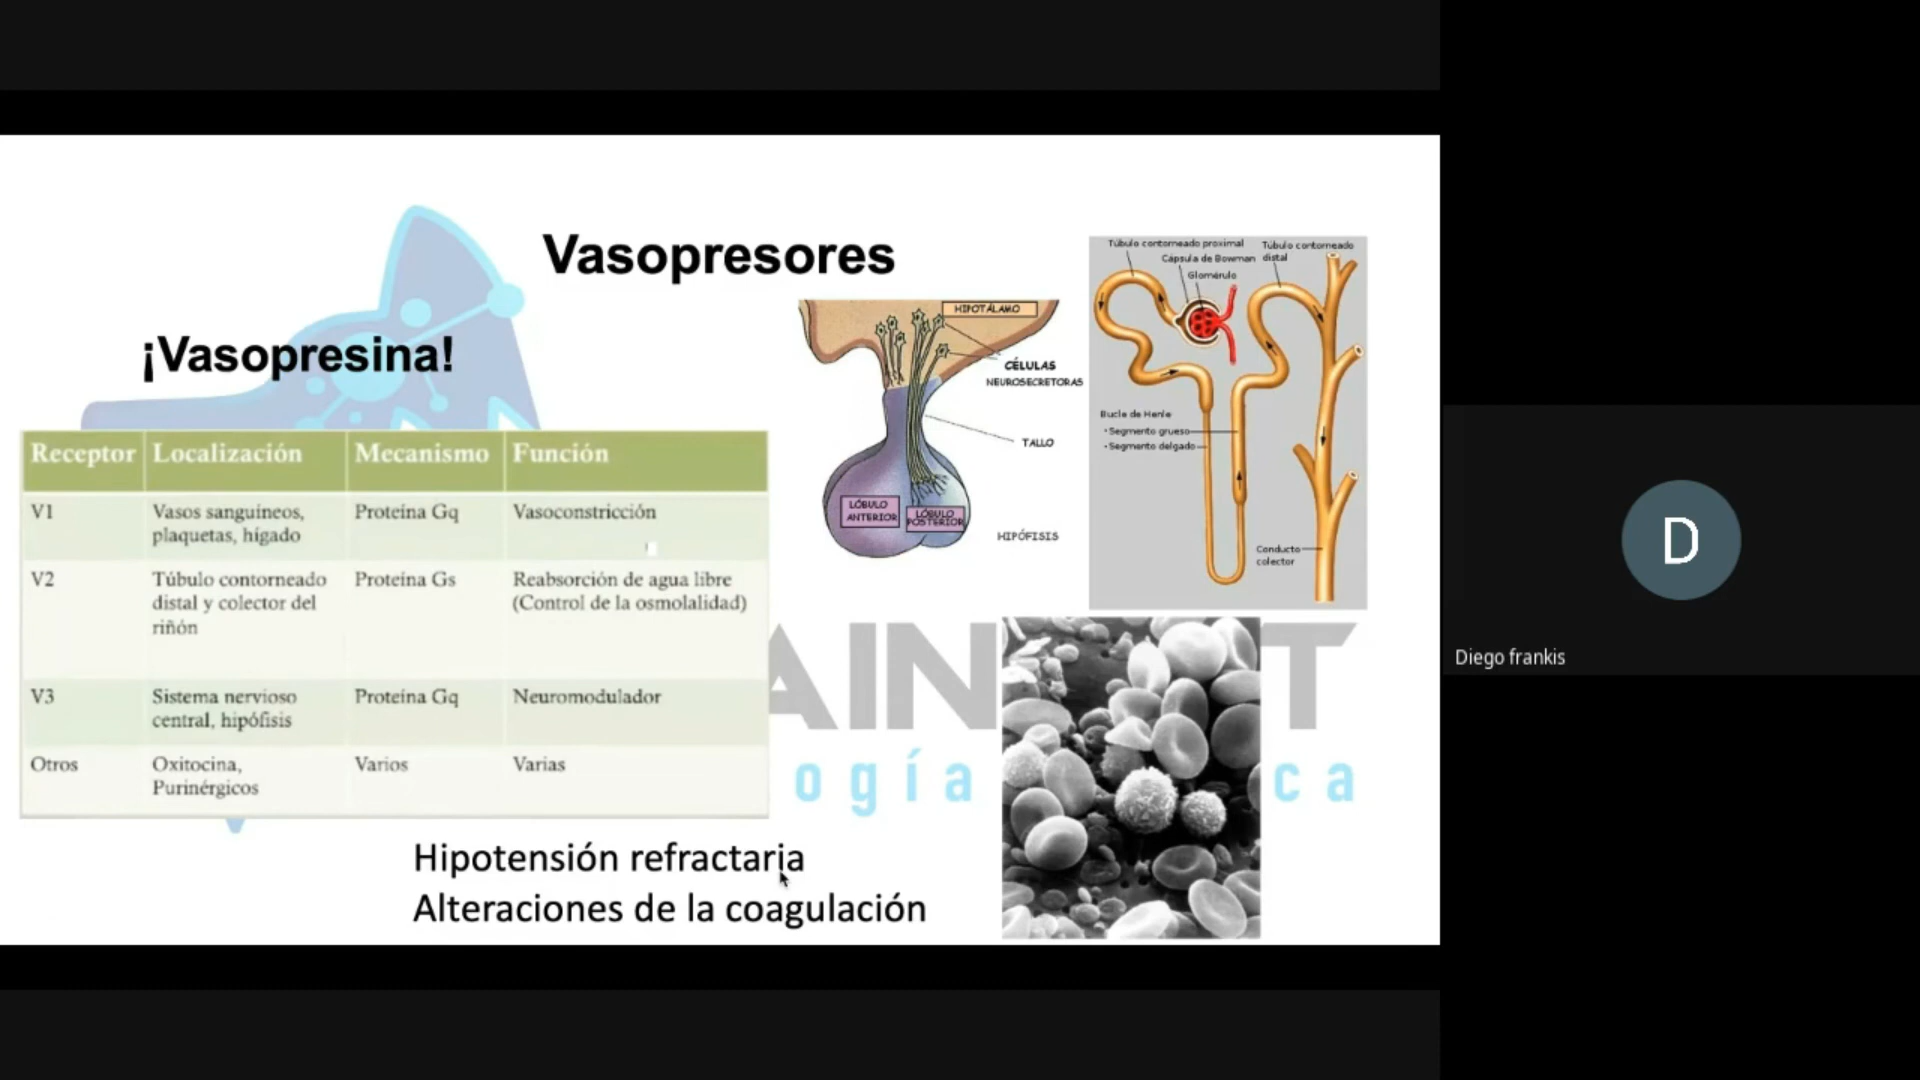 Vasopresores
¡Vasopresina!
Receptor Localización Mecanismo Función
V1 Vasos sanguíneos, Proteína Gq Vasoconstricción
plaquetas, hígado
V2 Túbulo contorneado Proteína Gs Reabsorción de agua libre
distal y colector del (Control de la osmolalidad)
riñón
V3 Sistema nervioso Proteína Gq Neuromodulador
central, hipófisis
Otros Oxitocina, Varios Varias
Purinérgicos
Hipotensión refractaria
Alteraciones de la coagulación
HIPOTÁLAMO
CÉLULAS
NEUROSECRETORAS
TALLO
LÓBULO
ANTERIOR
LÓBULO
POSTERIOR
HIPÓFISIS
Túbulo contorneado proximal
Túbulo contorneado
distal
Cápsula de Bowman
Glomérulo
Bucle de Henle
• Segmento grueso
• Segmento delgado
Conducto
colector
AIN T
ogía ca
D
Diego frankis